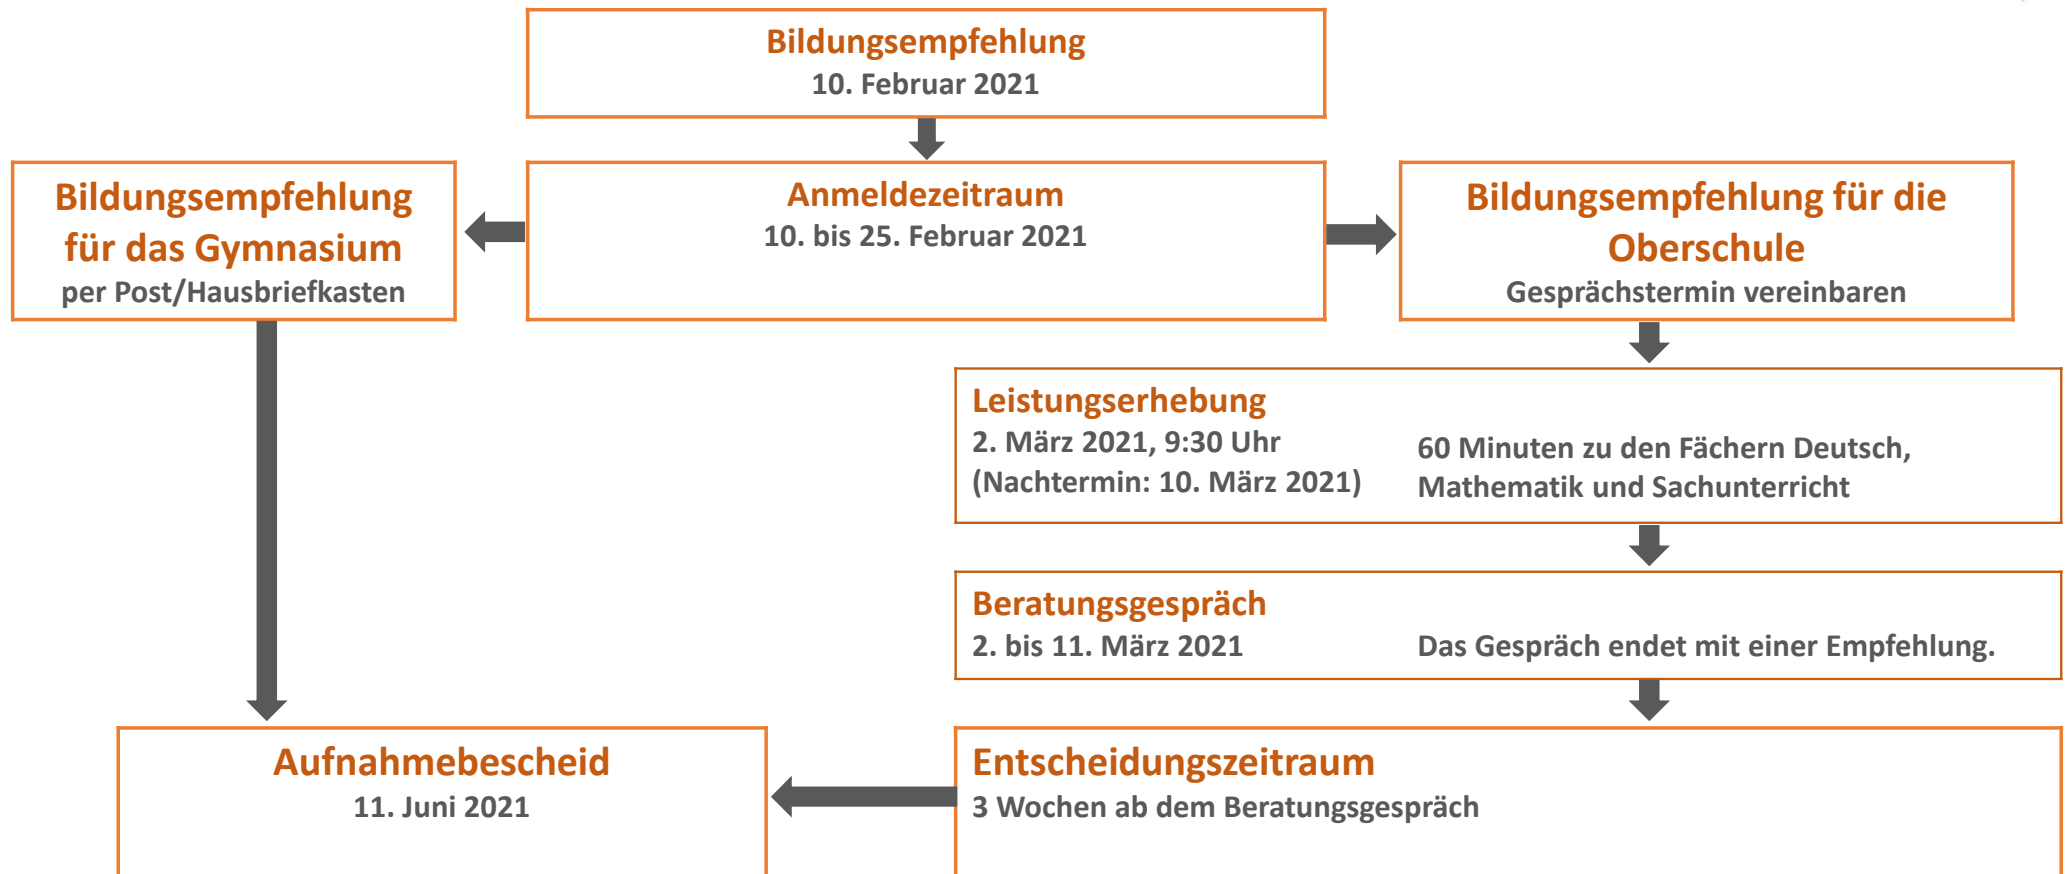 Bildungsempfehlung
10. Februar 2021
Bildungsempfehlung
für das Gymnasium
per Post/Hausbriefkasten
Anmeldezeitraum
10. bis 25. Februar 2021
Bildungsempfehlung für die
Oberschule
Gesprächstermin vereinbaren
Leistungserhebung
2. März 2021, 9:30 Uhr
(Nachtermin: 10. März 2021)
60 Minuten zu den Fächern Deutsch,
Mathematik und Sachunterricht
Beratungsgespräch
2. bis 11. März 2021
Das Gespräch endet mit einer Empfehlung.
Aufnahmebescheid
11. Juni 2021
Entscheidungszeitraum
3 Wochen ab dem Beratungsgespräch